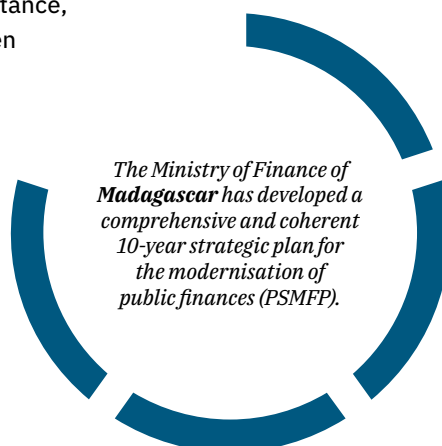 tance,
en
The Ministry of Finance of
Madagascar has developed a
comprehensive and coherent
10-year strategic plan for
the modernisation of
public finances (PSMFP).